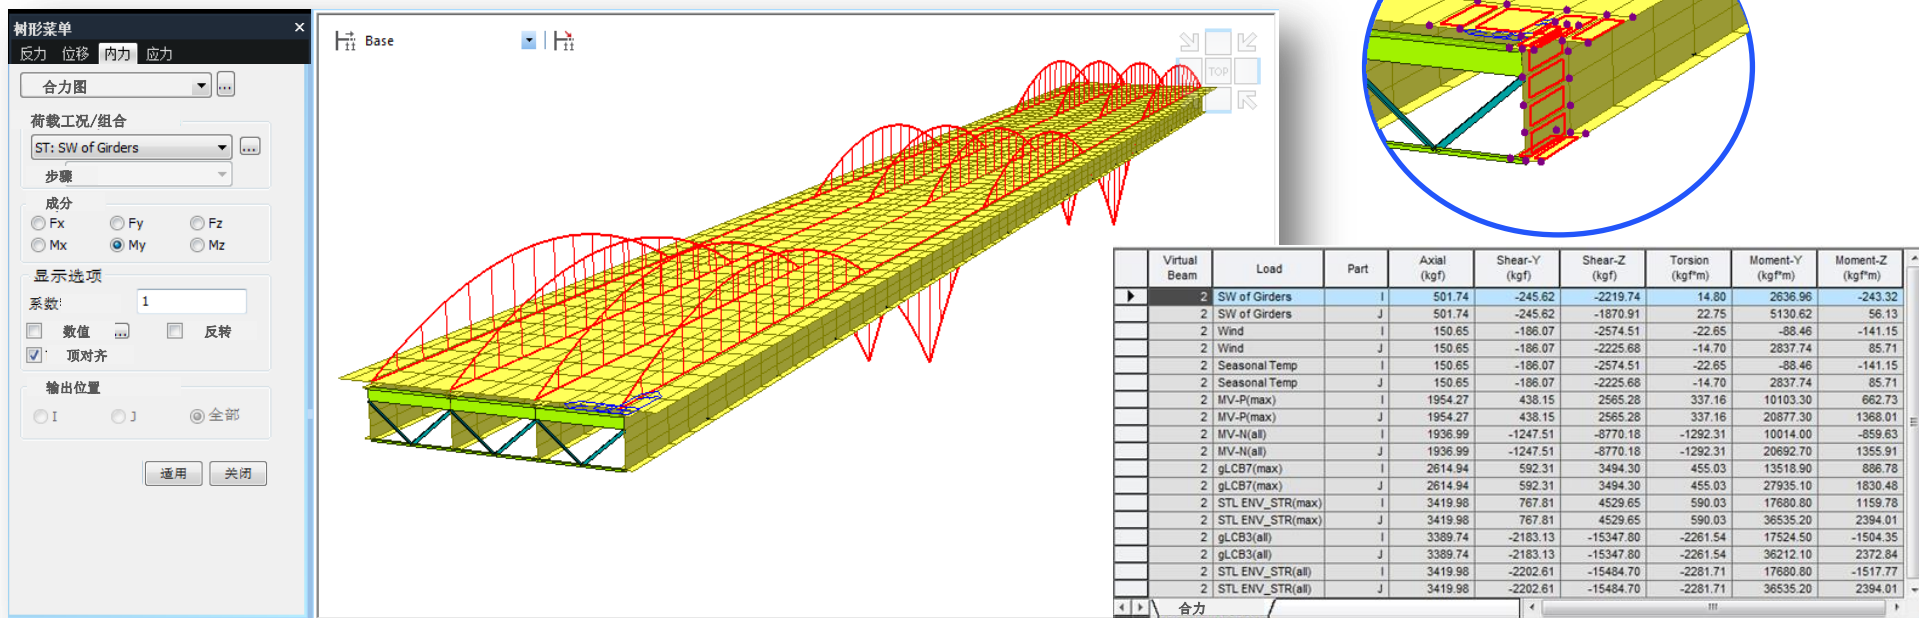 树形菜单
反力 位移 内力 应力
合力图
荷载工况/组合
ST: SW of Girders
步骤
成分
Fx Fy Fz
Mx My Mz
显示选项
系数: 1
数值 ... 反转
顶对齐
输出位置
I J 全部
适用 关闭
Base
TOP
Virtual Beam Load Part Axial (kgf) Shear-Y (kgf) Shear-Z (kgf) Torsion (kgf*m) Moment-Y (kgf*m) Moment-Z (kgf*m)
2 SW of Girders I 501.74 -245.62 -2219.74 14.80 2636.96 -243.32
2 SW of Girders J 501.74 -245.62 -1870.91 22.75 5130.62 56.13
2 Wind I 150.65 -186.07 -2574.51 -22.65 -88.46 -141.15
2 Wind J 150.65 -186.07 -2225.68 -14.70 2837.74 85.71
2 Seasonal Temp I 150.65 -186.07 -2574.51 -22.65 -88.46 -141.15
2 Seasonal Temp J 150.65 -186.07 -2225.68 -14.70 2837.74 85.71
2 MV-P(max) I 1954.27 438.15 2565.28 337.16 10103.30 662.73
2 MV-P(max) J 1954.27 438.15 2565.28 337.16 20877.30 1368.01
2 MV-N(all) I 1936.99 -1247.51 -8770.18 -1292.31 10014.00 -859.63
2 MV-N(all) J 1936.99 -1247.51 -8770.18 -1292.31 20692.70 1355.91
2 gLCB7(max) I 2614.94 592.31 3494.30 455.03 13518.90 886.78
2 gLCB7(max) J 2614.94 592.31 3494.30 455.03 27935.10 1830.48
2 STL ENV_STR(max) I 3419.98 767.81 4529.65 590.03 17680.80 1159.78
2 STL ENV_STR(max) J 3419.98 767.81 4529.65 590.03 36535.20 2394.01
2 gLCB3(all) I 3389.74 -2183.13 -15347.80 -2261.54 17524.50 -1504.35
2 gLCB3(all) J 3389.74 -2183.13 -15347.80 -2261.54 36212.10 2372.84
2 STL ENV_STR(all) I 3419.98 -2202.61 -15484.70 -2281.71 17680.80 -1517.77
2 STL ENV_STR(all) J 3419.98 -2202.61 -15484.70 -2281.71 36535.20 2394.01
合力